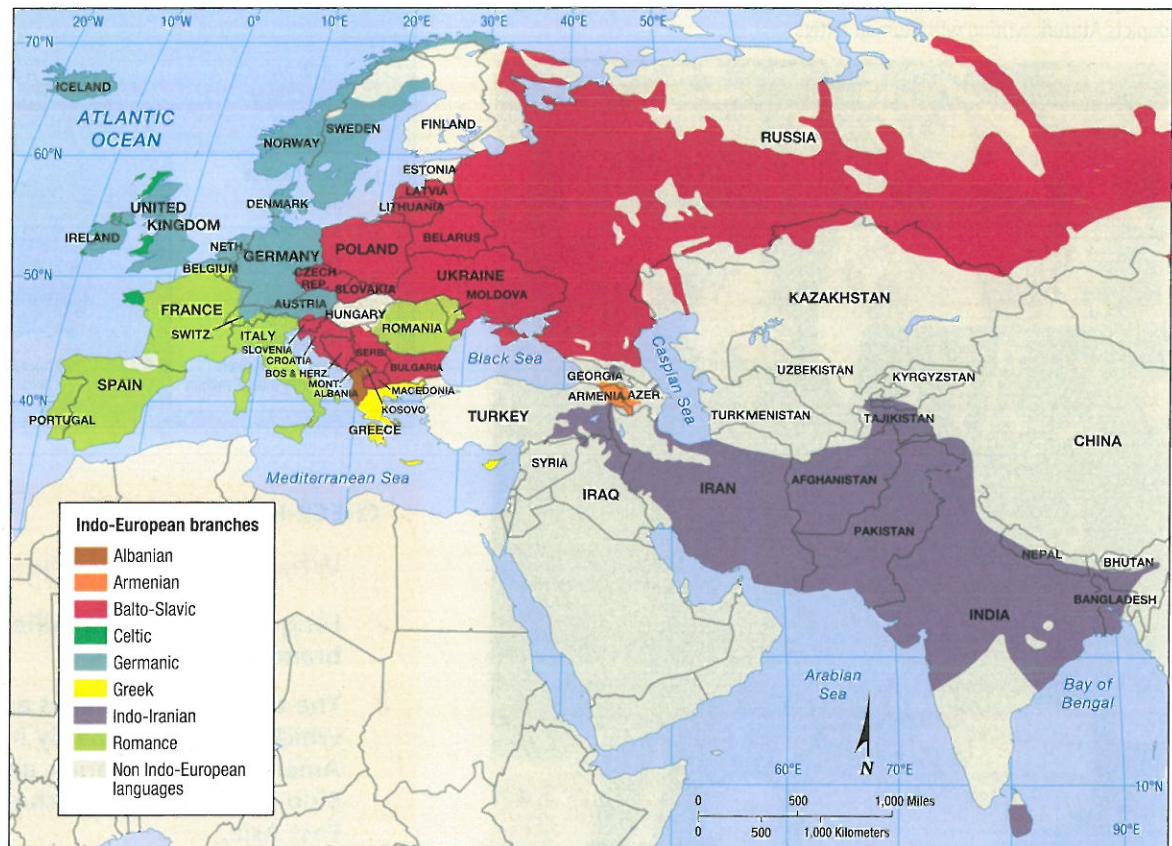 20°W
10°W
0°
10°E
20°E
30°E
40°E
50°E
70°N
60°N
50°N
40°N
ICELAND
ATLANTIC
OCEAN
NORWAY
SWEDEN
FINLAND
RUSSIA
ESTONIA
LATVIA
LITHUANIA
DENMARK
UNITED
KINGDOM
IRELAND
NETH.
BELGIUM
GERMANY
POLAND
BELARUS
CZECH
REP.
SLOVAKIA
UKRAINE
MOLDOVA
AUSTRIA
HUNGARY
FRANCE
SWITZ.
ITALY
ROMANIA
SLOVENIA
CROATIA
BOS & HERZ.
SERB.
MONT.
ALBANIA
BULGARIA
MACEDONIA
KOSOVO
GREECE
SPAIN
PORTUGAL
Black Sea
Caspian Sea
KAZAKHSTAN
UZBEKISTAN
KYRGYZSTAN
TURKMENISTAN
TAJIKISTAN
GEORGIA
ARMENIA
AZER.
TURKEY
CHINA
SYRIA
IRAQ
IRAN
AFGHANISTAN
PAKISTAN
NEPAL
BHUTAN
BANGLADESH
INDIA
Mediterranean Sea
Arabian
Sea
Bay of
Bengal
Indo-European branches
Albanian
Armenian
Balto-Slavic
Celtic
Germanic
Greek
Indo-Iranian
Romance
Non Indo-European
languages
N
60°E
70°E
10°N
90°E
0
500
1,000 Miles
0
500
1,000 Kilometers